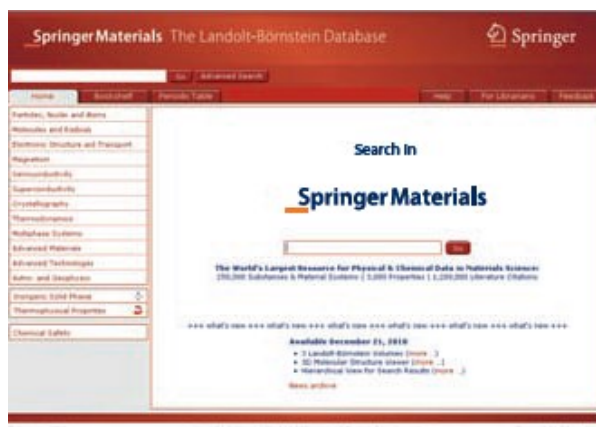 SpringerMaterials The Landolt-Börnstein Database
Springer
Go Advanced Search
Home Bookshelf Periodic Table Help For Librarians Feedback
Particles, Nuclei and Atoms
Molecules and Radicals
Electronic Structure and Transport
Magnetism
Semiconductivity
Superconductivity
Crystallography
Thermodynamics
Multiphase Systems
Advanced Materials
Advanced Technologies
Astro- and Geophysics
Inorganic Solid Phases
Thermophysical Properties
Chemical Safety
Search In
SpringerMaterials
Go
The World's Largest Resource for Physical & Chemical Data in Materials Science:
250,000 Substances & Material Systems | 3,000 Properties | 1,200,000 Literature Citations
+++ what's new +++ what's new +++ what's new +++ what's new +++ what's new +++ what's new +++
Available December 21, 2010
• 3 Landolt-Börnstein Volumes (more ..)
• 3D Molecular Structure Viewer (more ..)
• Hierarchical View for Search Results (more ..)
News archive